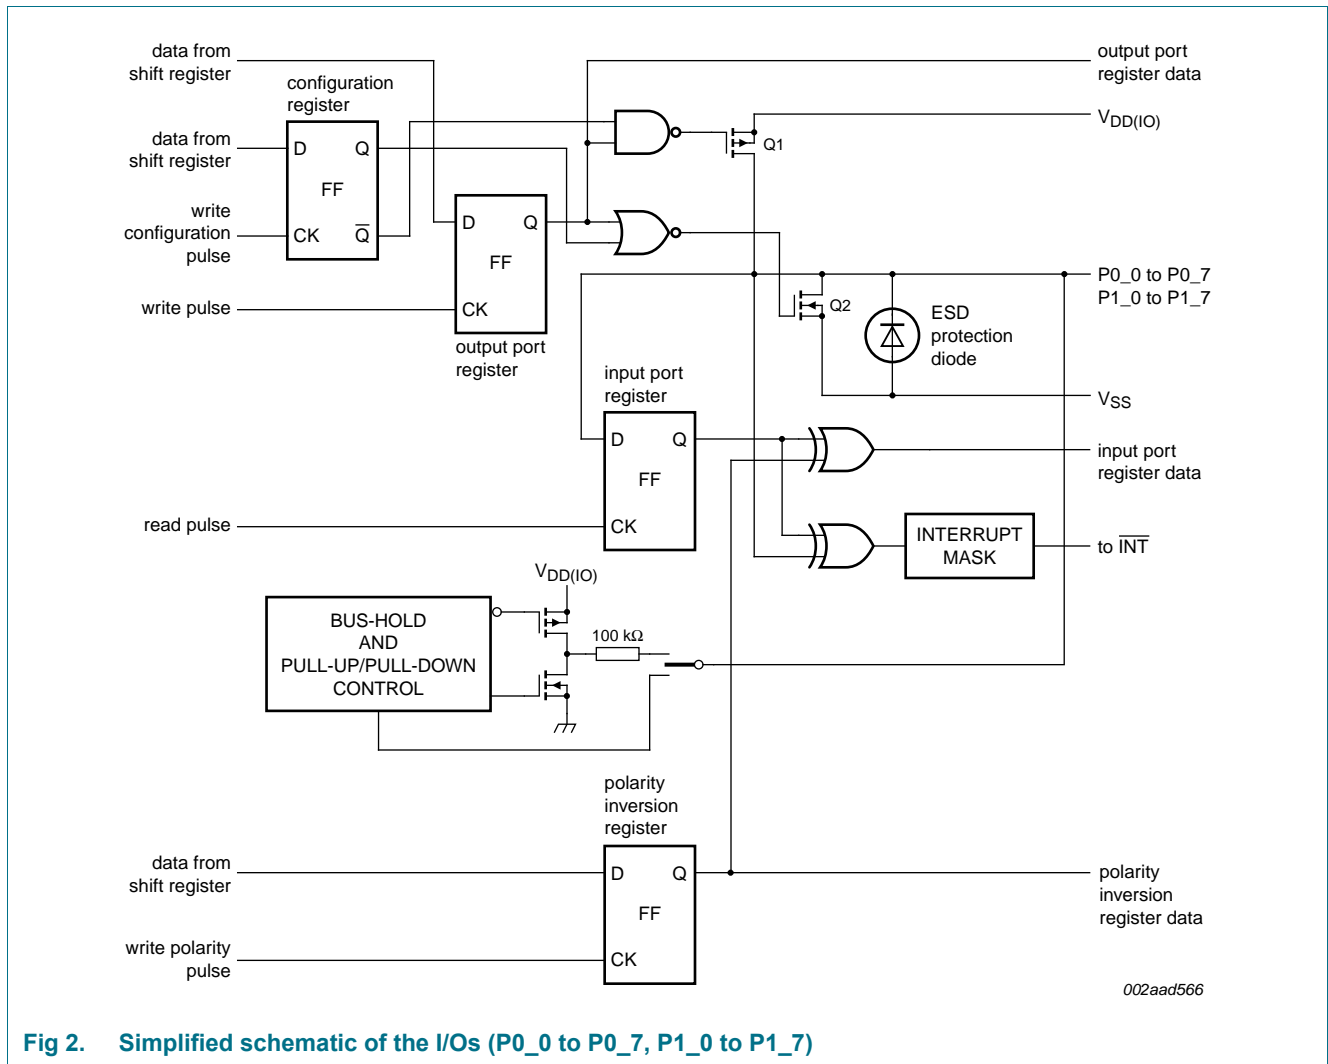 data from
shift register
output port
register data
configuration
register
VDD(IO)
data from
shift register
D
Q
FF
Q1
write
configuration
pulse
CK
Q̅
D
Q
FF
P0_0 to P0_7
P1_0 to P1_7
Q2
ESD
protection
diode
write pulse
CK
output port
register
input port
register
VSS
D
Q
FF
input port
register data
read pulse
CK
INTERRUPT
MASK
to I̅N̅T̅
VDD(IO)
BUS-HOLD
AND
PULL-UP/PULL-DOWN
CONTROL
100 kΩ
polarity
inversion
register
data from
shift register
D
Q
FF
polarity
inversion
register data
write polarity
pulse
CK
002aad566
Fig 2. Simplified schematic of the I/Os (P0_0 to P0_7, P1_0 to P1_7)